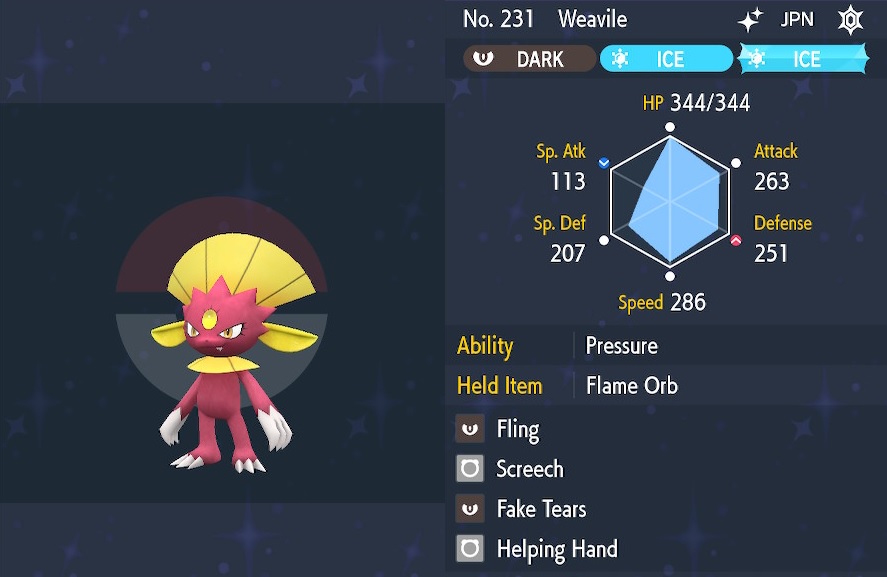 No. 231 Weavile JPN
DARK ICE ICE
HP 344/344
Sp. Atk
113
Attack
263
Sp. Def
207
Defense
251
Speed 286
Ability Pressure
Held Item Flame Orb
Fling
Screech
Fake Tears
Helping Hand